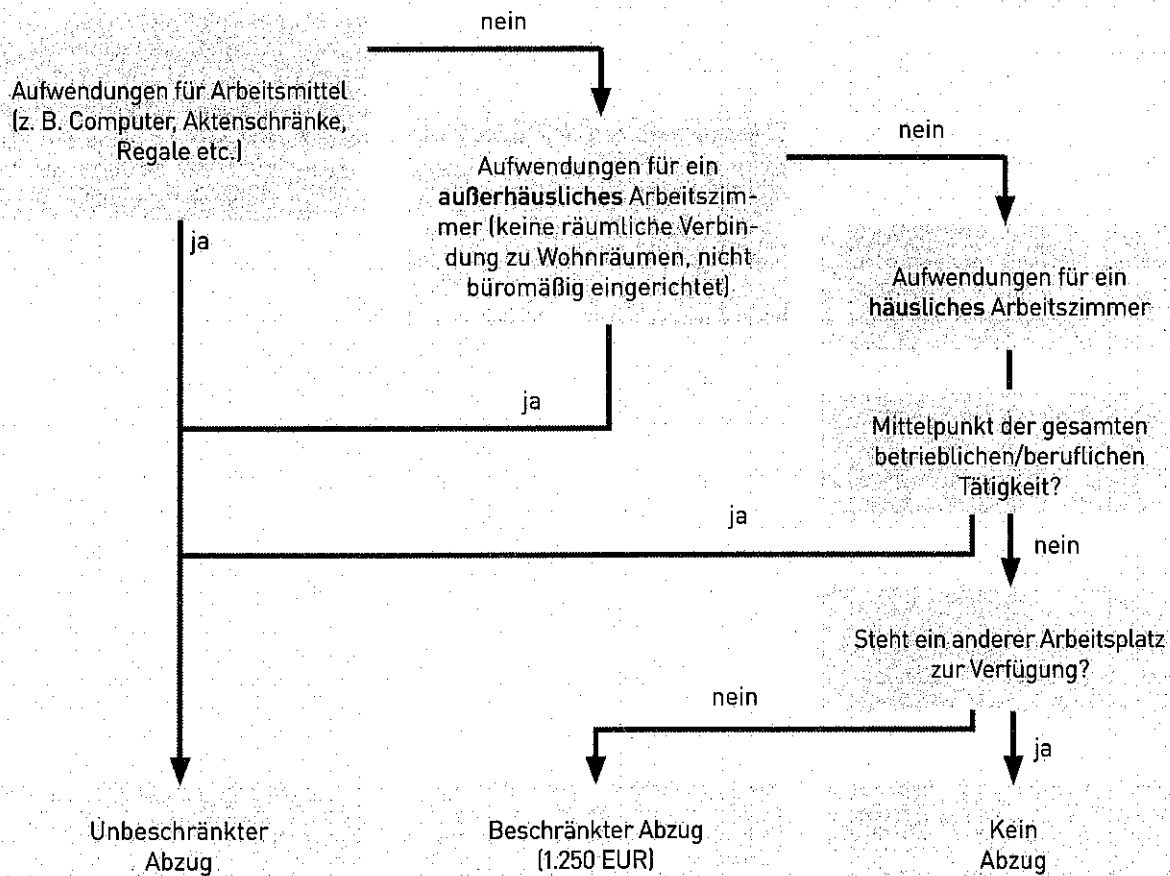 nein
Aufwendungen für Arbeitsmittel
(z. B. Computer, Aktenschränke,
Regale etc.)
nein
Aufwendungen für ein
außerhäusliches Arbeitszim-
mer (keine räumliche Verbin-
dung zu Wohnräumen, nicht
büromäßig eingerichtet)
ja
Aufwendungen für ein
häusliches Arbeitszimmer
ja
Mittelpunkt der gesamten
betrieblichen/beruflichen
Tätigkeit?
ja
nein
Steht ein anderer Arbeitsplatz
zur Verfügung?
nein
ja
Unbeschränkter
Abzug
Beschränkter Abzug
(1.250 EUR)
Kein
Abzug